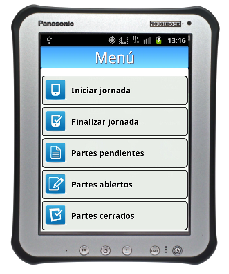 Panasonic
13:16
Menú
Iniciar jornada
Finalizar jornada
Partes pendientes
Partes abiertos
Partes cerrados